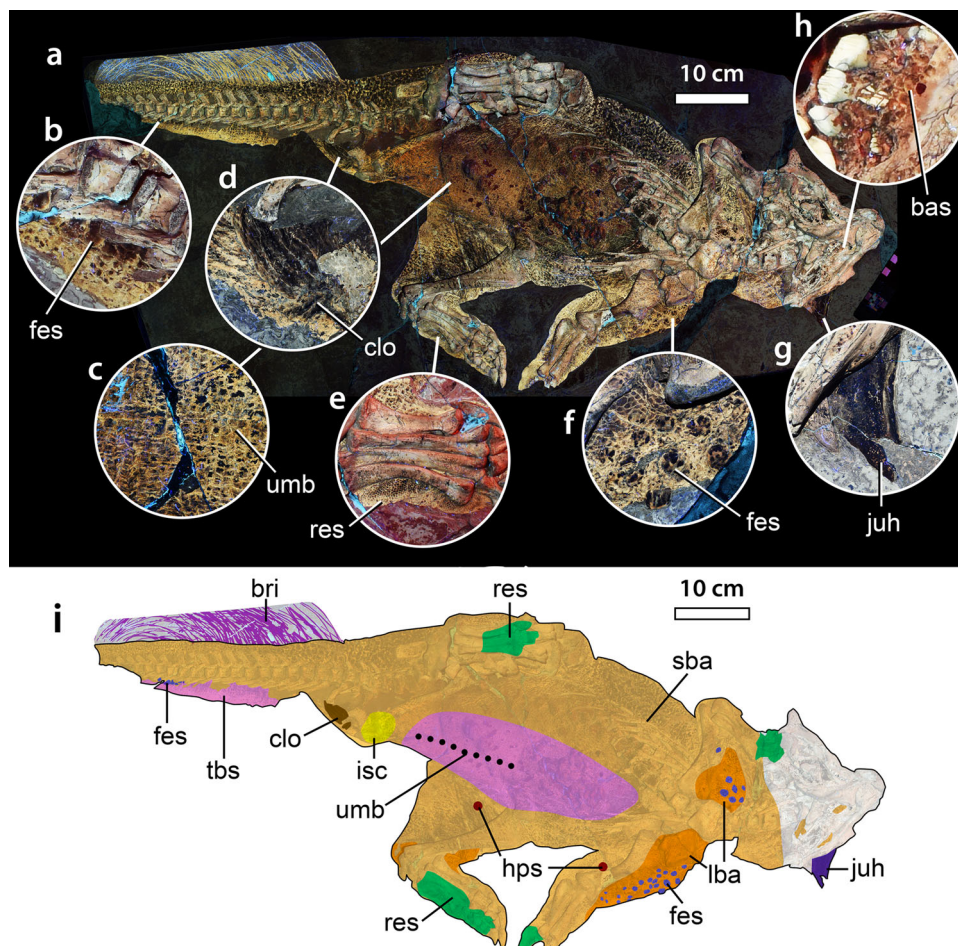 a
h
10 cm
b
d
bas
fes
clo
c
e
f
g
umb
res
fes
juh
i
bri
res
10 cm
sba
fes
tbs
clo
isc
umb
hps
lba
juh
res
fes